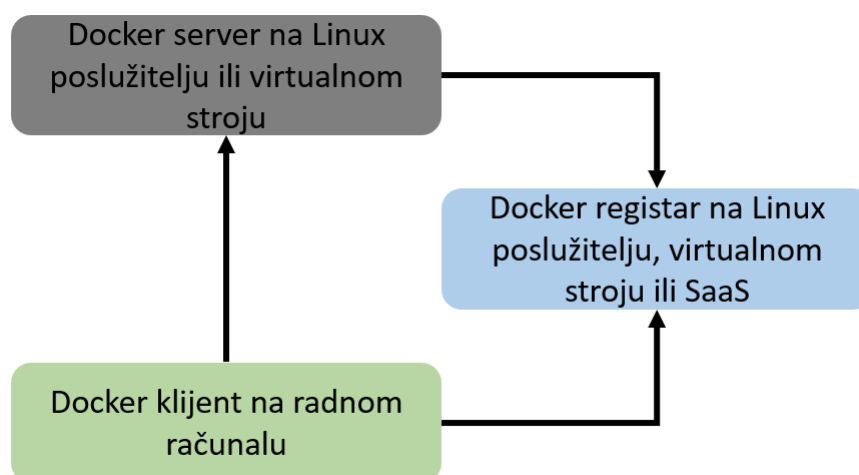 Docker server na Linux
poslužitelju ili virtualnom
stroju
Docker registar na Linux
poslužitelju, virtualnom
stroju ili SaaS
Docker klijent na radnom
računalu